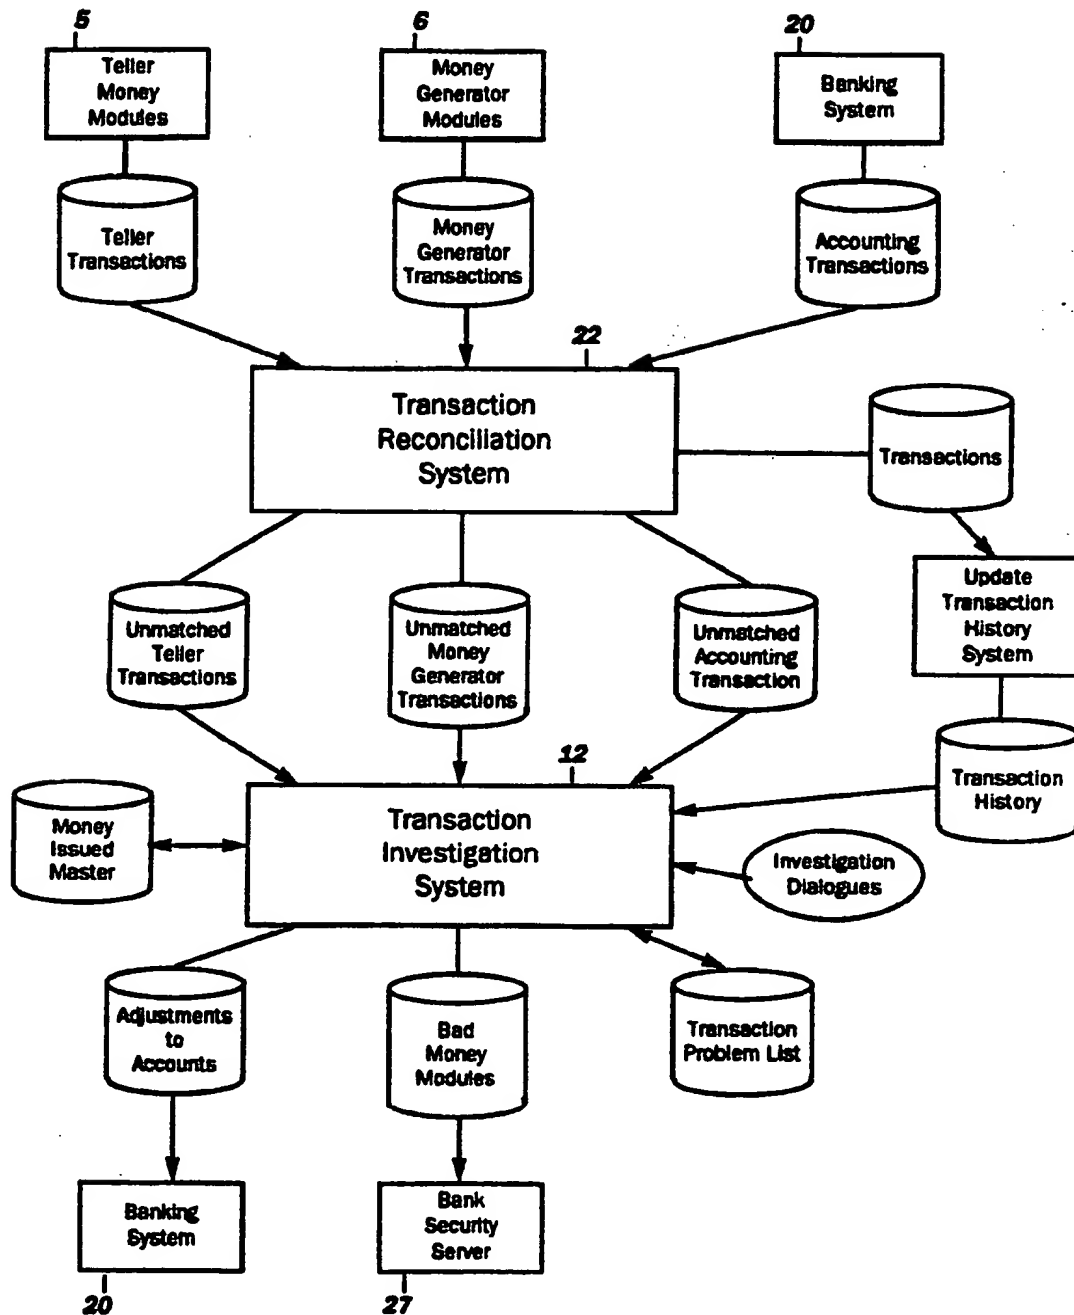 5
6
20
Teller
Money
Modules
Money
Generator
Modules
Banking
System
Teller
Transactions
Money
Generator
Transactions
Accounting
Transactions
22
Transaction
Reconciliation
System
Transactions
Unmatched
Teller
Transactions
Unmatched
Money
Generator
Transactions
Unmatched
Accounting
Transaction
Update
Transaction
History
System
12
Money
Issued
Master
Transaction
Investigation
System
Transaction
History
Investigation
Dialogues
Adjustments
to
Accounts
Bad
Money
Modules
Transaction
Problem List
Banking
System
Bank
Security
Server
20
27